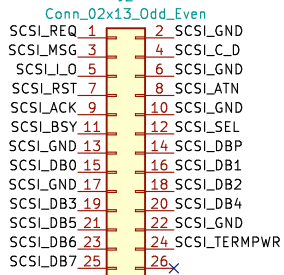 Conn_02x13_Odd_Even
SCSI_REQ 1 2 SCSI_GND
SCSI_MSG 3 4 SCSI_C_D
SCSI_I_O 5 6 SCSI_GND
SCSI_RST 7 8 SCSI_ATN
SCSI_ACK 9 10 SCSI_GND
SCSI_BSY 11 12 SCSI_SEL
SCSI_GND 13 14 SCSI_DBP
SCSI_DB0 15 16 SCSI_DB1
SCSI_GND 17 18 SCSI_DB2
SCSI_DB3 19 20 SCSI_DB4
SCSI_DB5 21 22 SCSI_GND
SCSI_DB6 23 24 SCSI_TERMPWR
SCSI_DB7 25 26